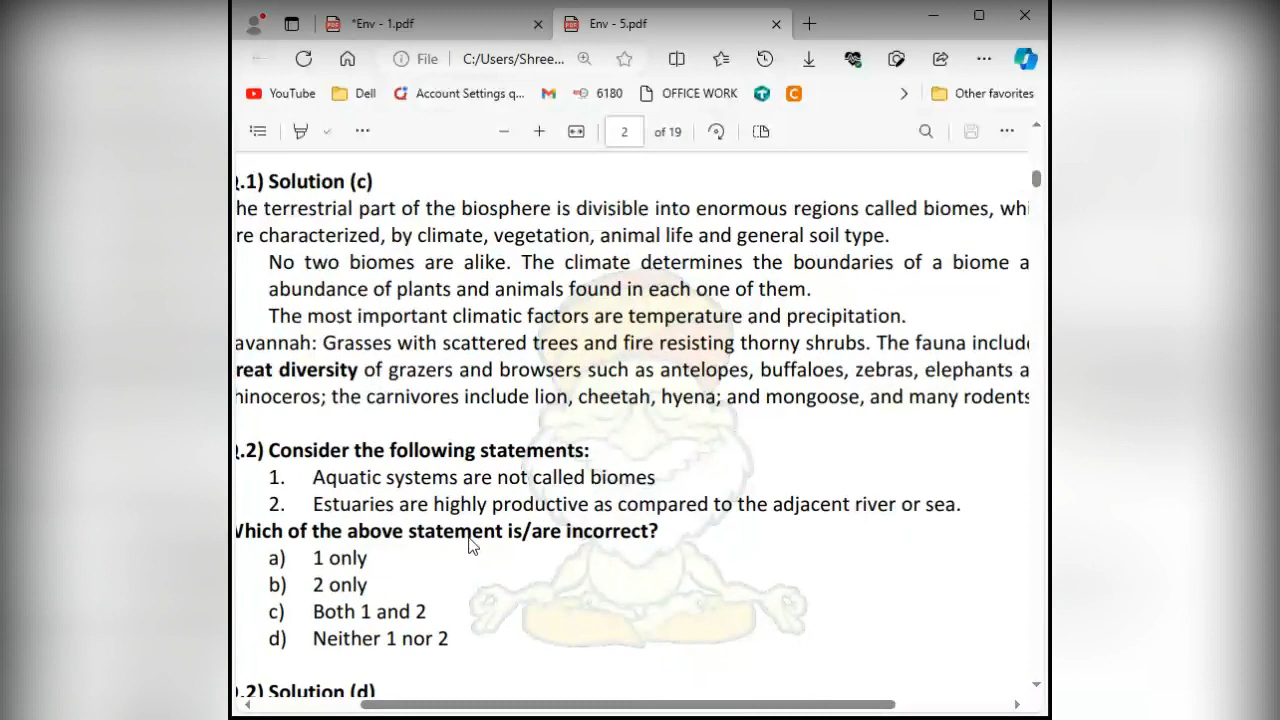 *Env - 1.pdf
Env - 5.pdf
File
C:/Users/Shree...
YouTube
Dell
Account Settings q...
6180
OFFICE WORK
Other favorites
2 of 19
.1) Solution (c)
he terrestrial part of the biosphere is divisible into enormous regions called biomes, whi
re characterized, by climate, vegetation, animal life and general soil type.
No two biomes are alike. The climate determines the boundaries of a biome a
abundance of plants and animals found in each one of them.
The most important climatic factors are temperature and precipitation.
avannah: Grasses with scattered trees and fire resisting thorny shrubs. The fauna include
reat diversity of grazers and browsers such as antelopes, buffaloes, zebras, elephants a
hinoceros; the carnivores include lion, cheetah, hyena; and mongoose, and many rodents
.2) Consider the following statements:
1. Aquatic systems are not called biomes
2. Estuaries are highly productive as compared to the adjacent river or sea.
Which of the above statement is/are incorrect?
a) 1 only
b) 2 only
c) Both 1 and 2
d) Neither 1 nor 2
.2) Solution (d)